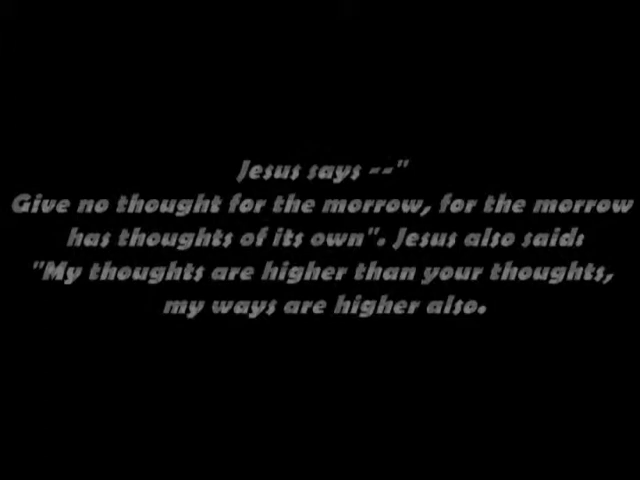 Jesus says --"
Give no thought for the morrow, for the morrow
has thoughts of its own". Jesus also said:
"My thoughts are higher than your thoughts,
my ways are higher also.